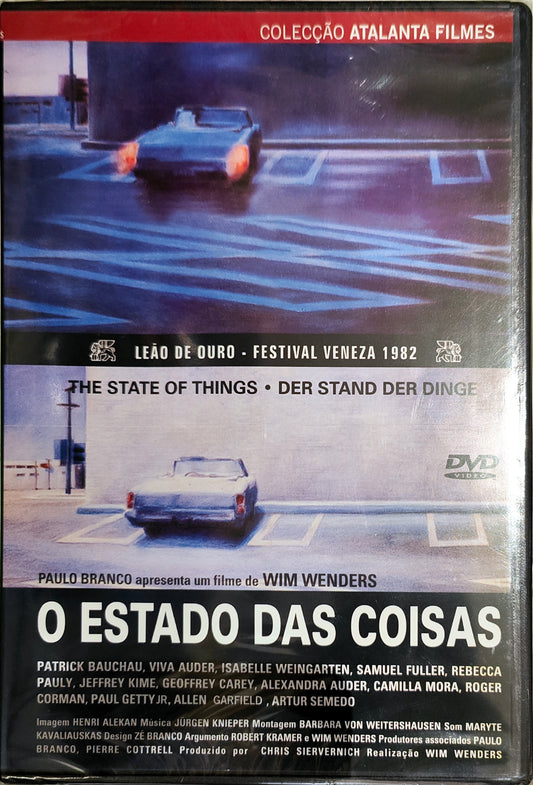 COLECÇÃO ATALANTA FILMES
LEÃO DE OURO - FESTIVAL VENEZA 1982
THE STATE OF THINGS • DER STAND DER DINGE
DVD
VIDEO
PAULO BRANCO apresenta um filme de WIM WENDERS
O ESTADO DAS COISAS
PATRICK BAUCHAU, VIVA AUDER, ISABELLE WEINGARTEN, SAMUEL FULLER, REBECCA
PAULY, JEFFREY KIME, GEOFFREY CAREY, ALEXANDRA AUDER, CAMILLA MORA, ROGER
CORMAN, PAUL GETTY JR, ALLEN GARFIELD , ARTUR SEMEDO
Imagem HENRI ALEKAN Música JÜRGEN KNIEPER Montagem BARBARA VON WEITERSHAUSEN Som MARYTE
KAVALIAUSKAS Design ZÉ BRANCO Argumento ROBERT KRAMER e WIM WENDERS Produtores associados PAULO
BRANCO, PIERRE COTTRELL Produzido por CHRIS SIERVERNICH Realização WIM WENDERS